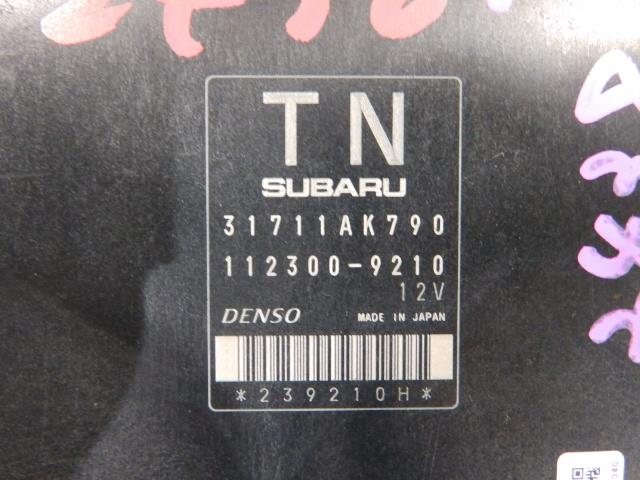 TN
SUBARU
31711AK790
112300-9210
12V
DENSO MADE IN JAPAN
*239210H*